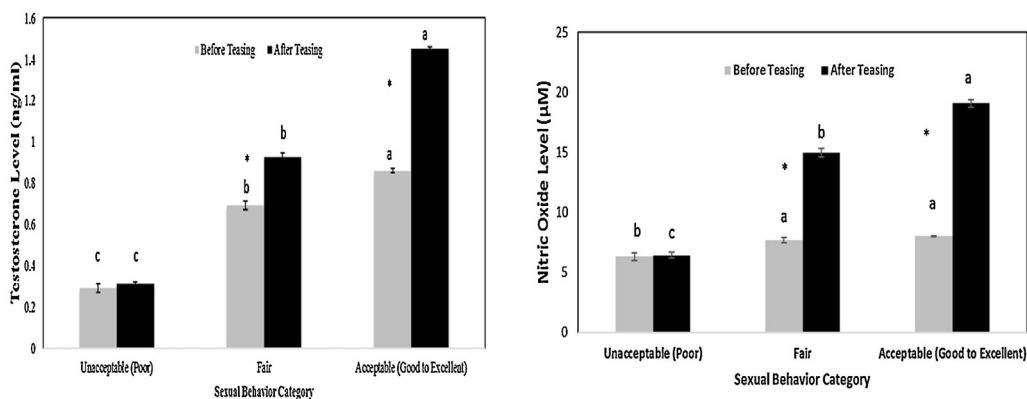 Testosterone Level (ng/ml)
1.6
1.4
1.2
1
0.8
0.6
0.4
0.2
0
Before Teasing After Teasing
c c
* b b
* a a
Unacceptable (Poor) Fair Acceptable (Good to Excellent)
Sexual Behavior Category
Nitric Oxide Level (µM)
25
20
15
10
5
0
Before Teasing After Teasing
b c
* a b
* a a
Unacceptable (Poor) Fair Acceptable (Good to Excellent)
Sexual Behavior Category